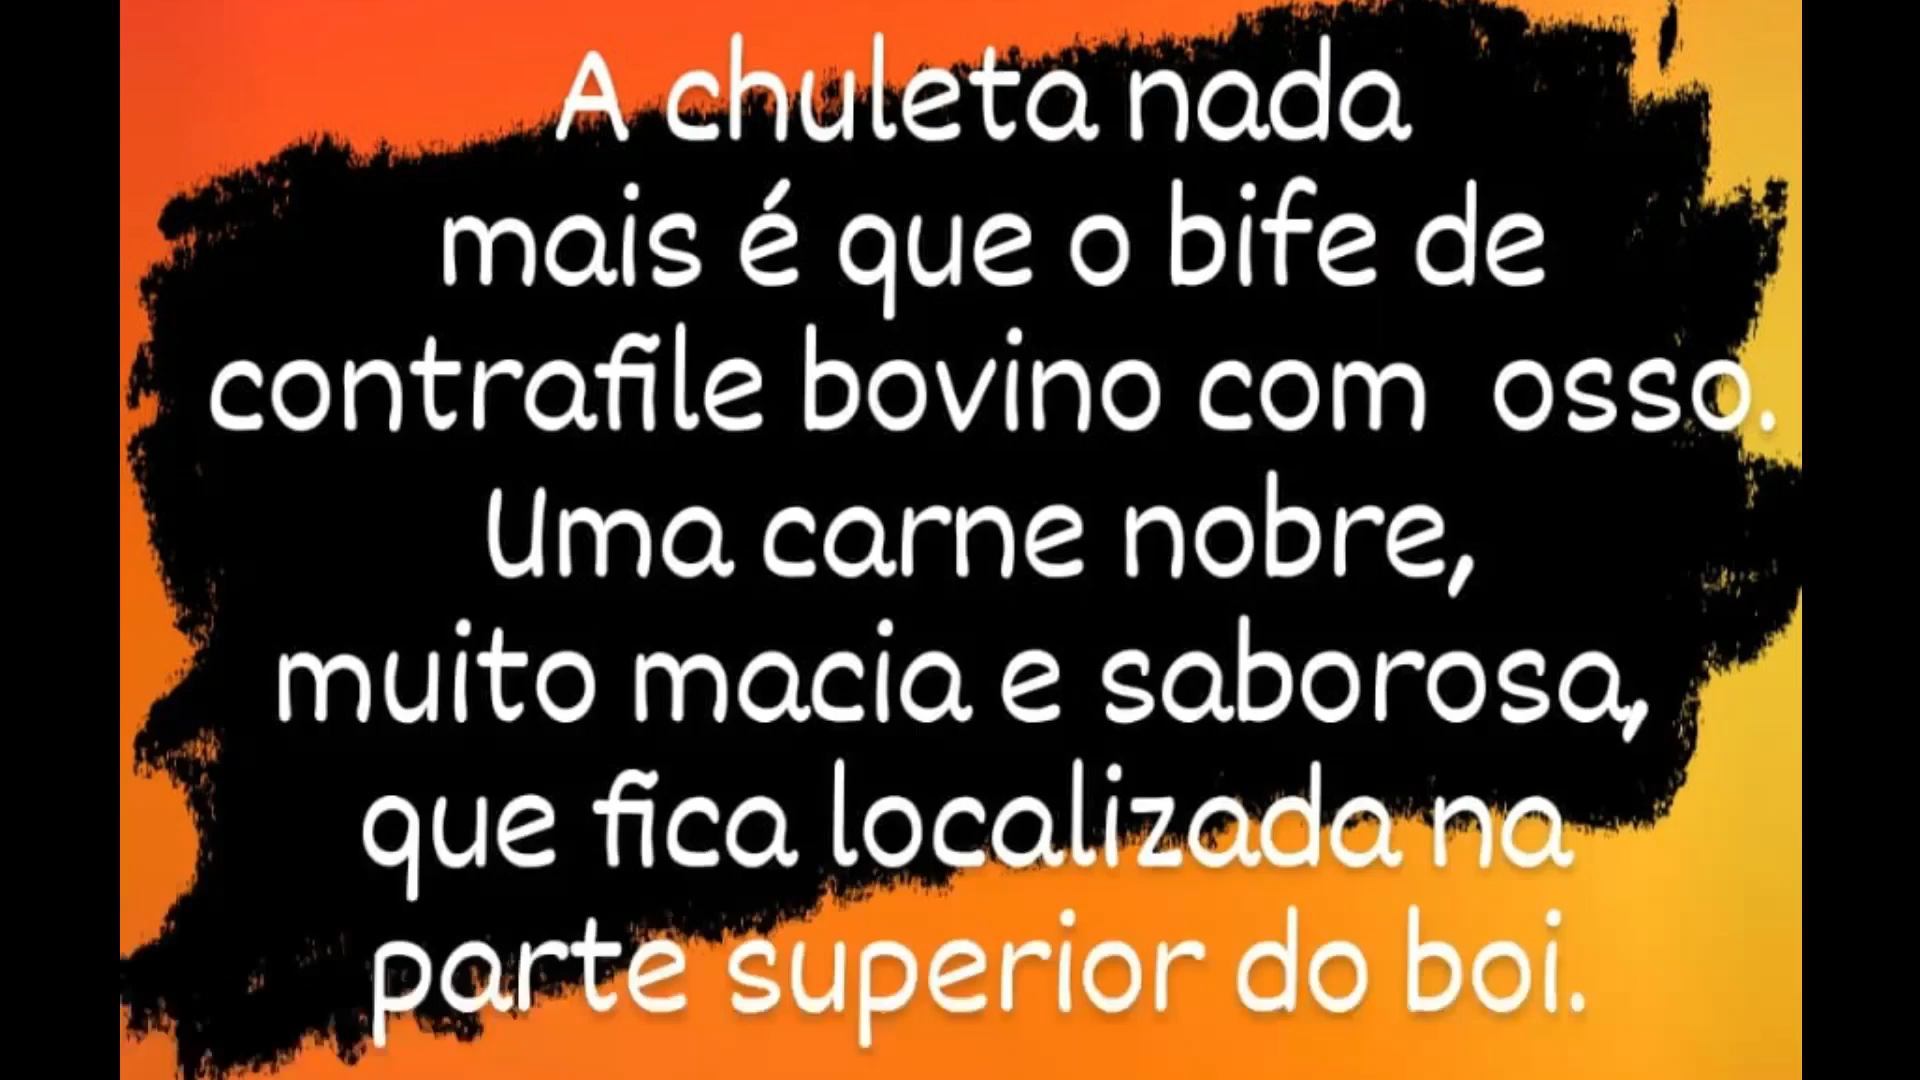 A chuleta nada
mais é que o bife de
contrafile bovino com osso.
Uma carne nobre,
muito macia e saborosa,
que fica localizada na
parte superior do boi.